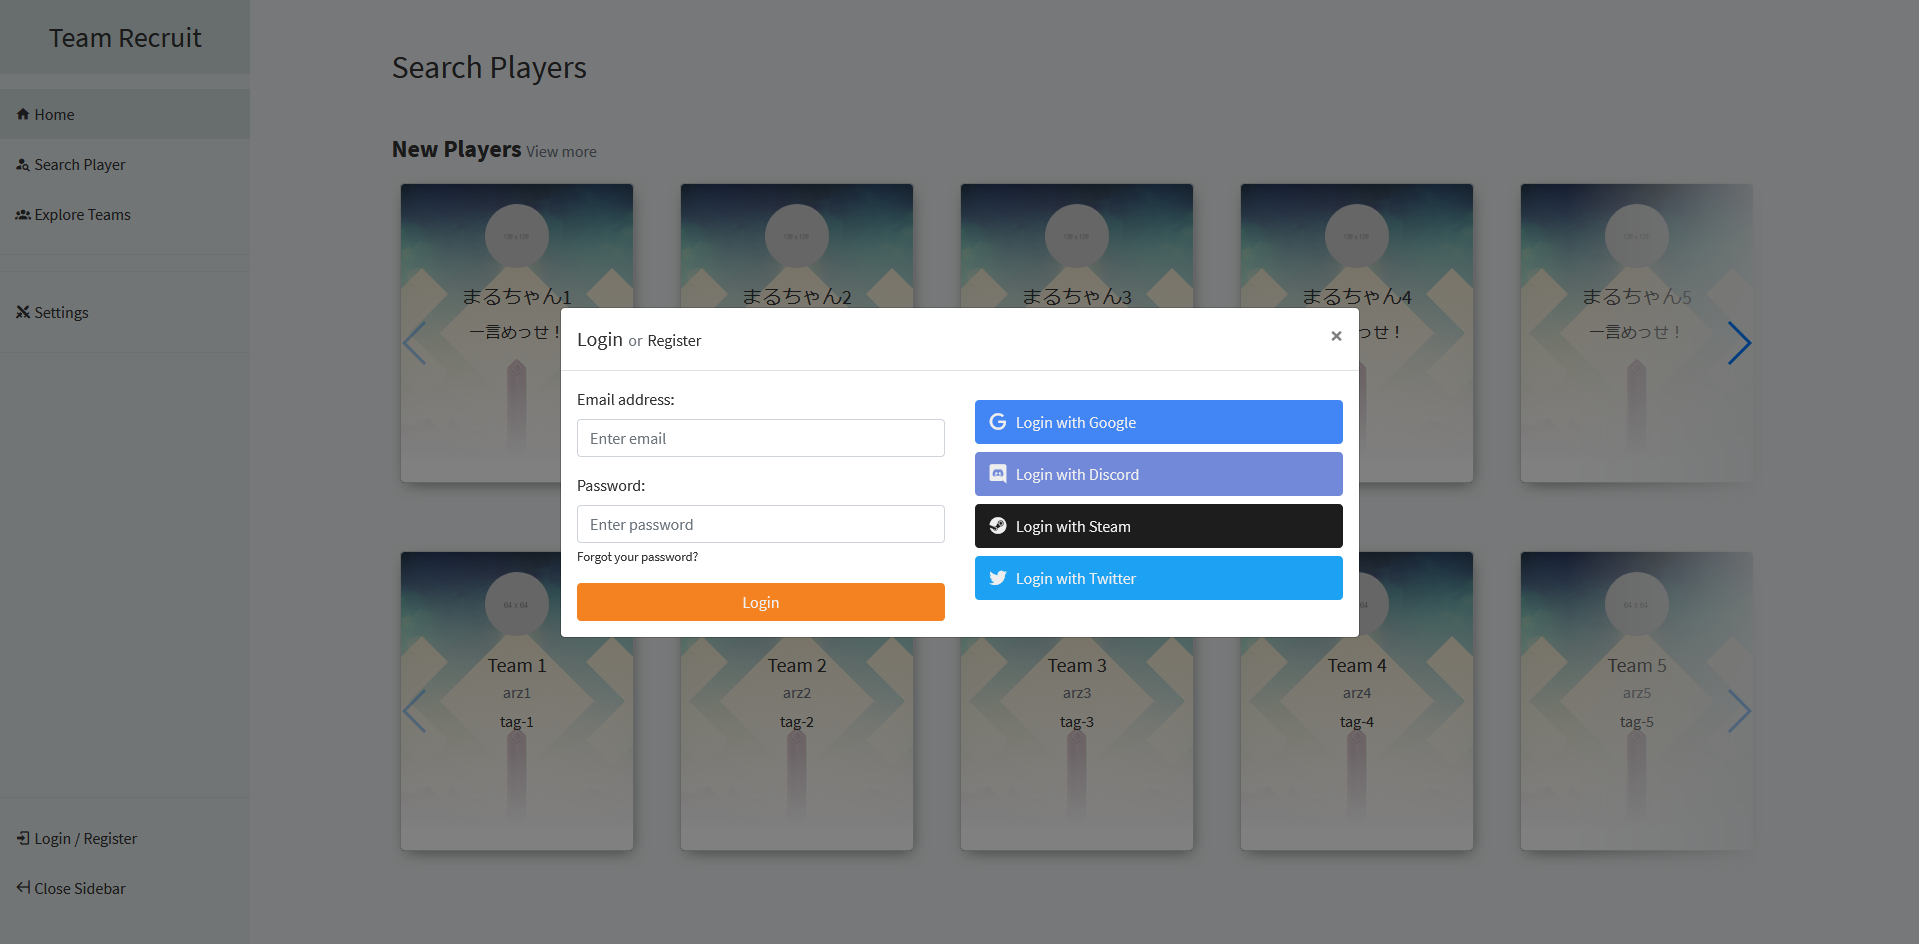 Team Recruit
Home
Search Player
Explore Teams
Settings
Login / Register
Close Sidebar
Search Players
New Players View more
128 x 128
128 x 128
128 x 128
128 x 128
128 x 128
まるちゃん1
まるちゃん2
まるちゃん3
まるちゃん4
まるちゃん5
一言めっせ！
っせ！
一言めっせ！
Login or Register
×
Email address:
Enter email
Password:
Enter password
Forgot your password?
Login
Login with Google
Login with Discord
Login with Steam
Login with Twitter
64 x 64
64
64 x 64
Team 1
arz1
tag-1
Team 2
arz2
tag-2
Team 3
arz3
tag-3
Team 4
arz4
tag-4
Team 5
arz5
tag-5